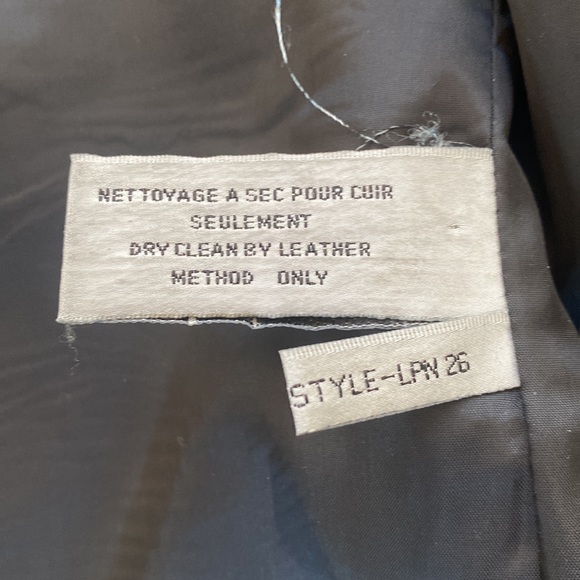 NETTOYAGE A SEC POUR CUIR
SEULEMENT
DRY CLEAN BY LEATHER
METHOD ONLY
STYLE-LPN 26